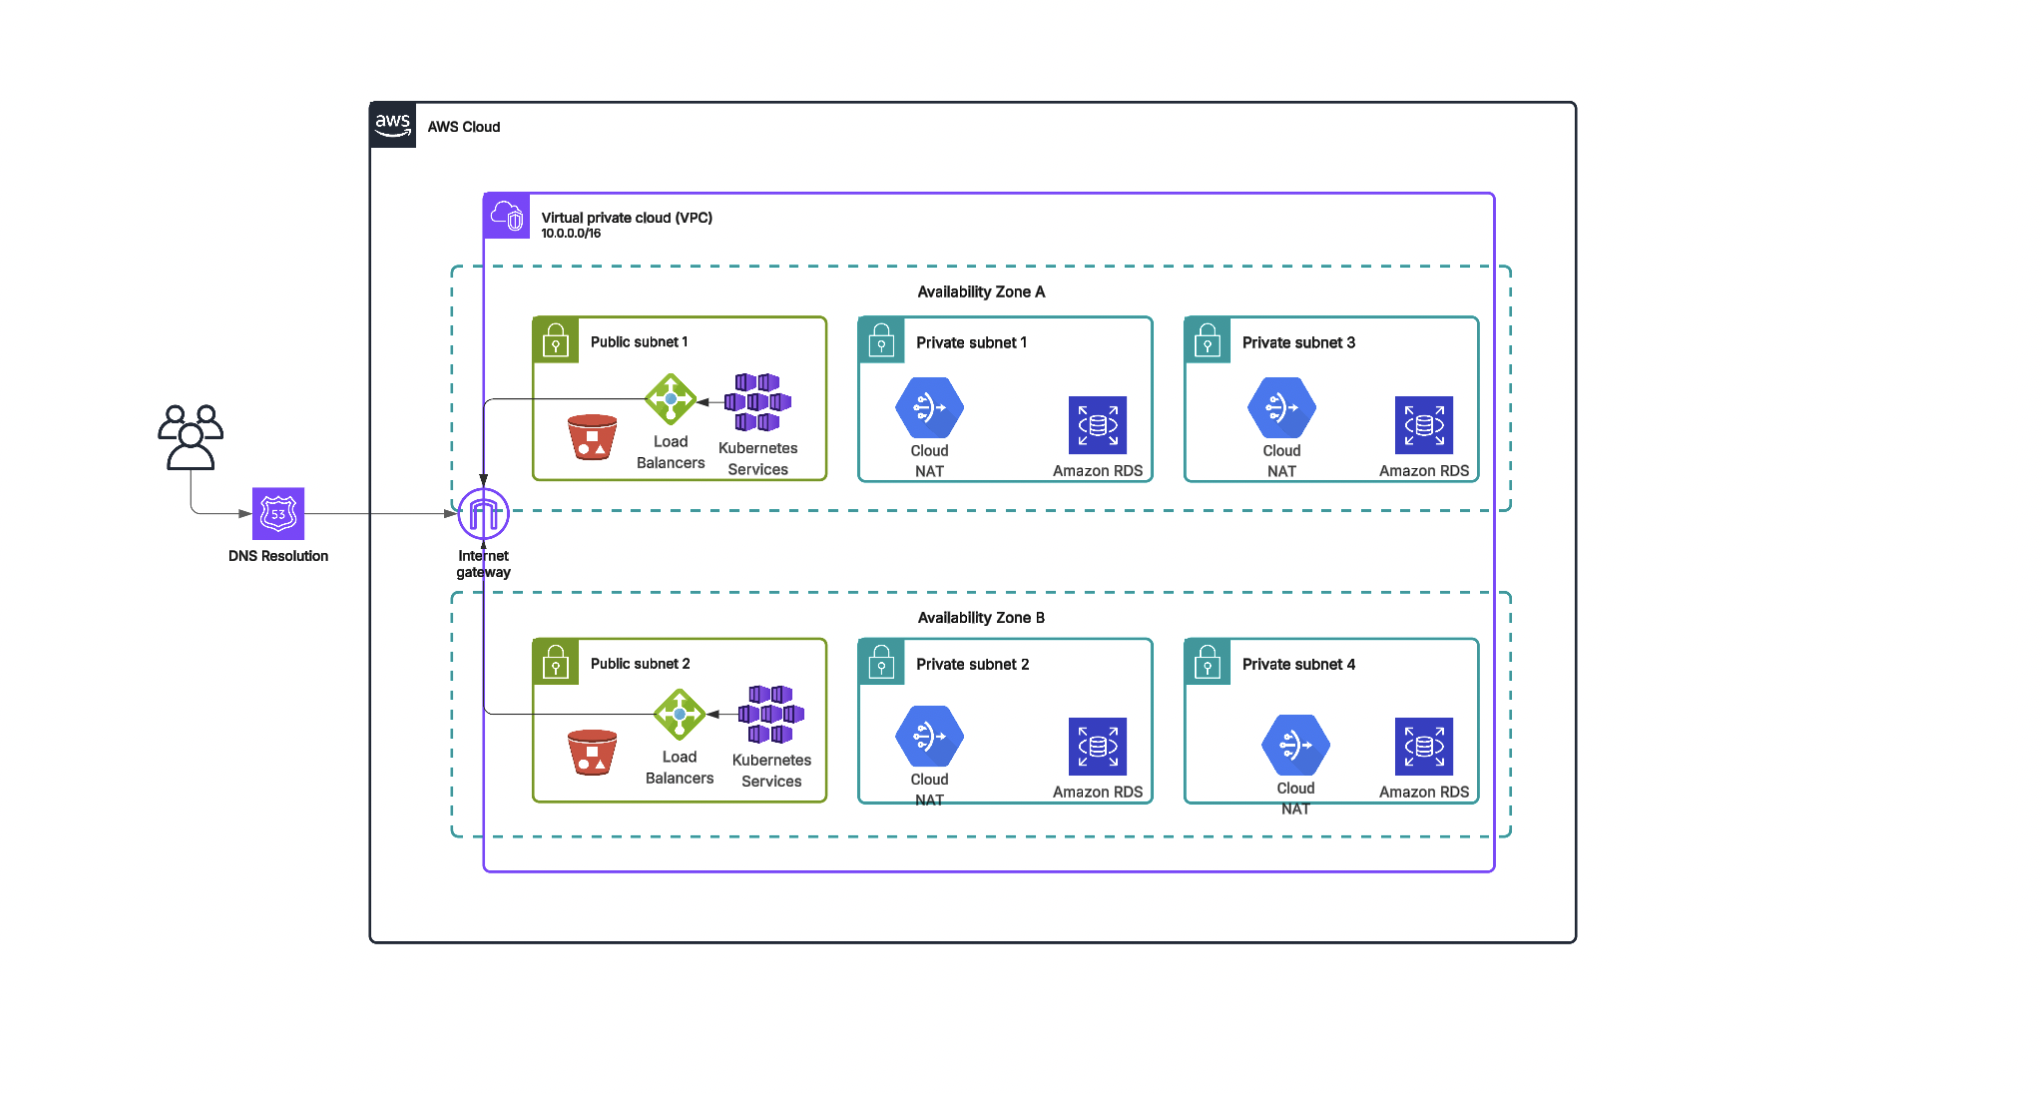 aws
AWS Cloud
Virtual private cloud (VPC)
10.0.0.0/16
Availability Zone A
Public subnet 1
Private subnet 1
Private subnet 3
Load
Balancers
Kubernetes
Services
Cloud
NAT
Amazon RDS
Cloud
NAT
Amazon RDS
53
DNS Resolution
Internet
gateway
Availability Zone B
Public subnet 2
Private subnet 2
Private subnet 4
Load
Balancers
Kubernetes
Services
Cloud
NAT
Amazon RDS
Cloud
NAT
Amazon RDS